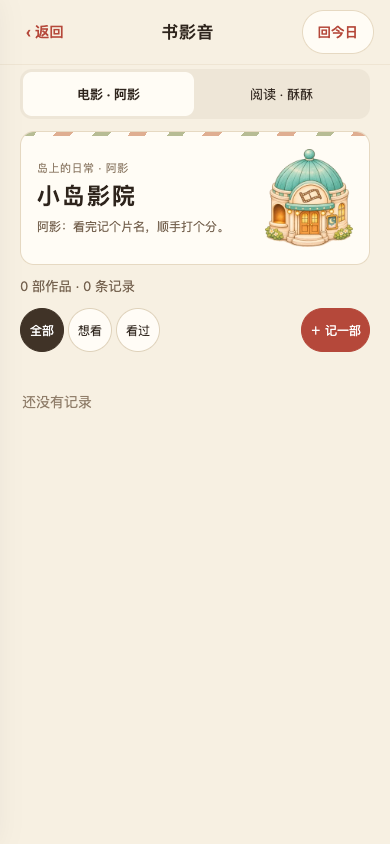 ‹ 返回
书影音
回今日
电影 · 阿影
阅读 · 酥酥
岛上的日常 · 阿影
小岛影院
阿影：看完记个片名，顺手打个分。
0 部作品 · 0 条记录
全部
想看
看过
+ 记一部
还没有记录